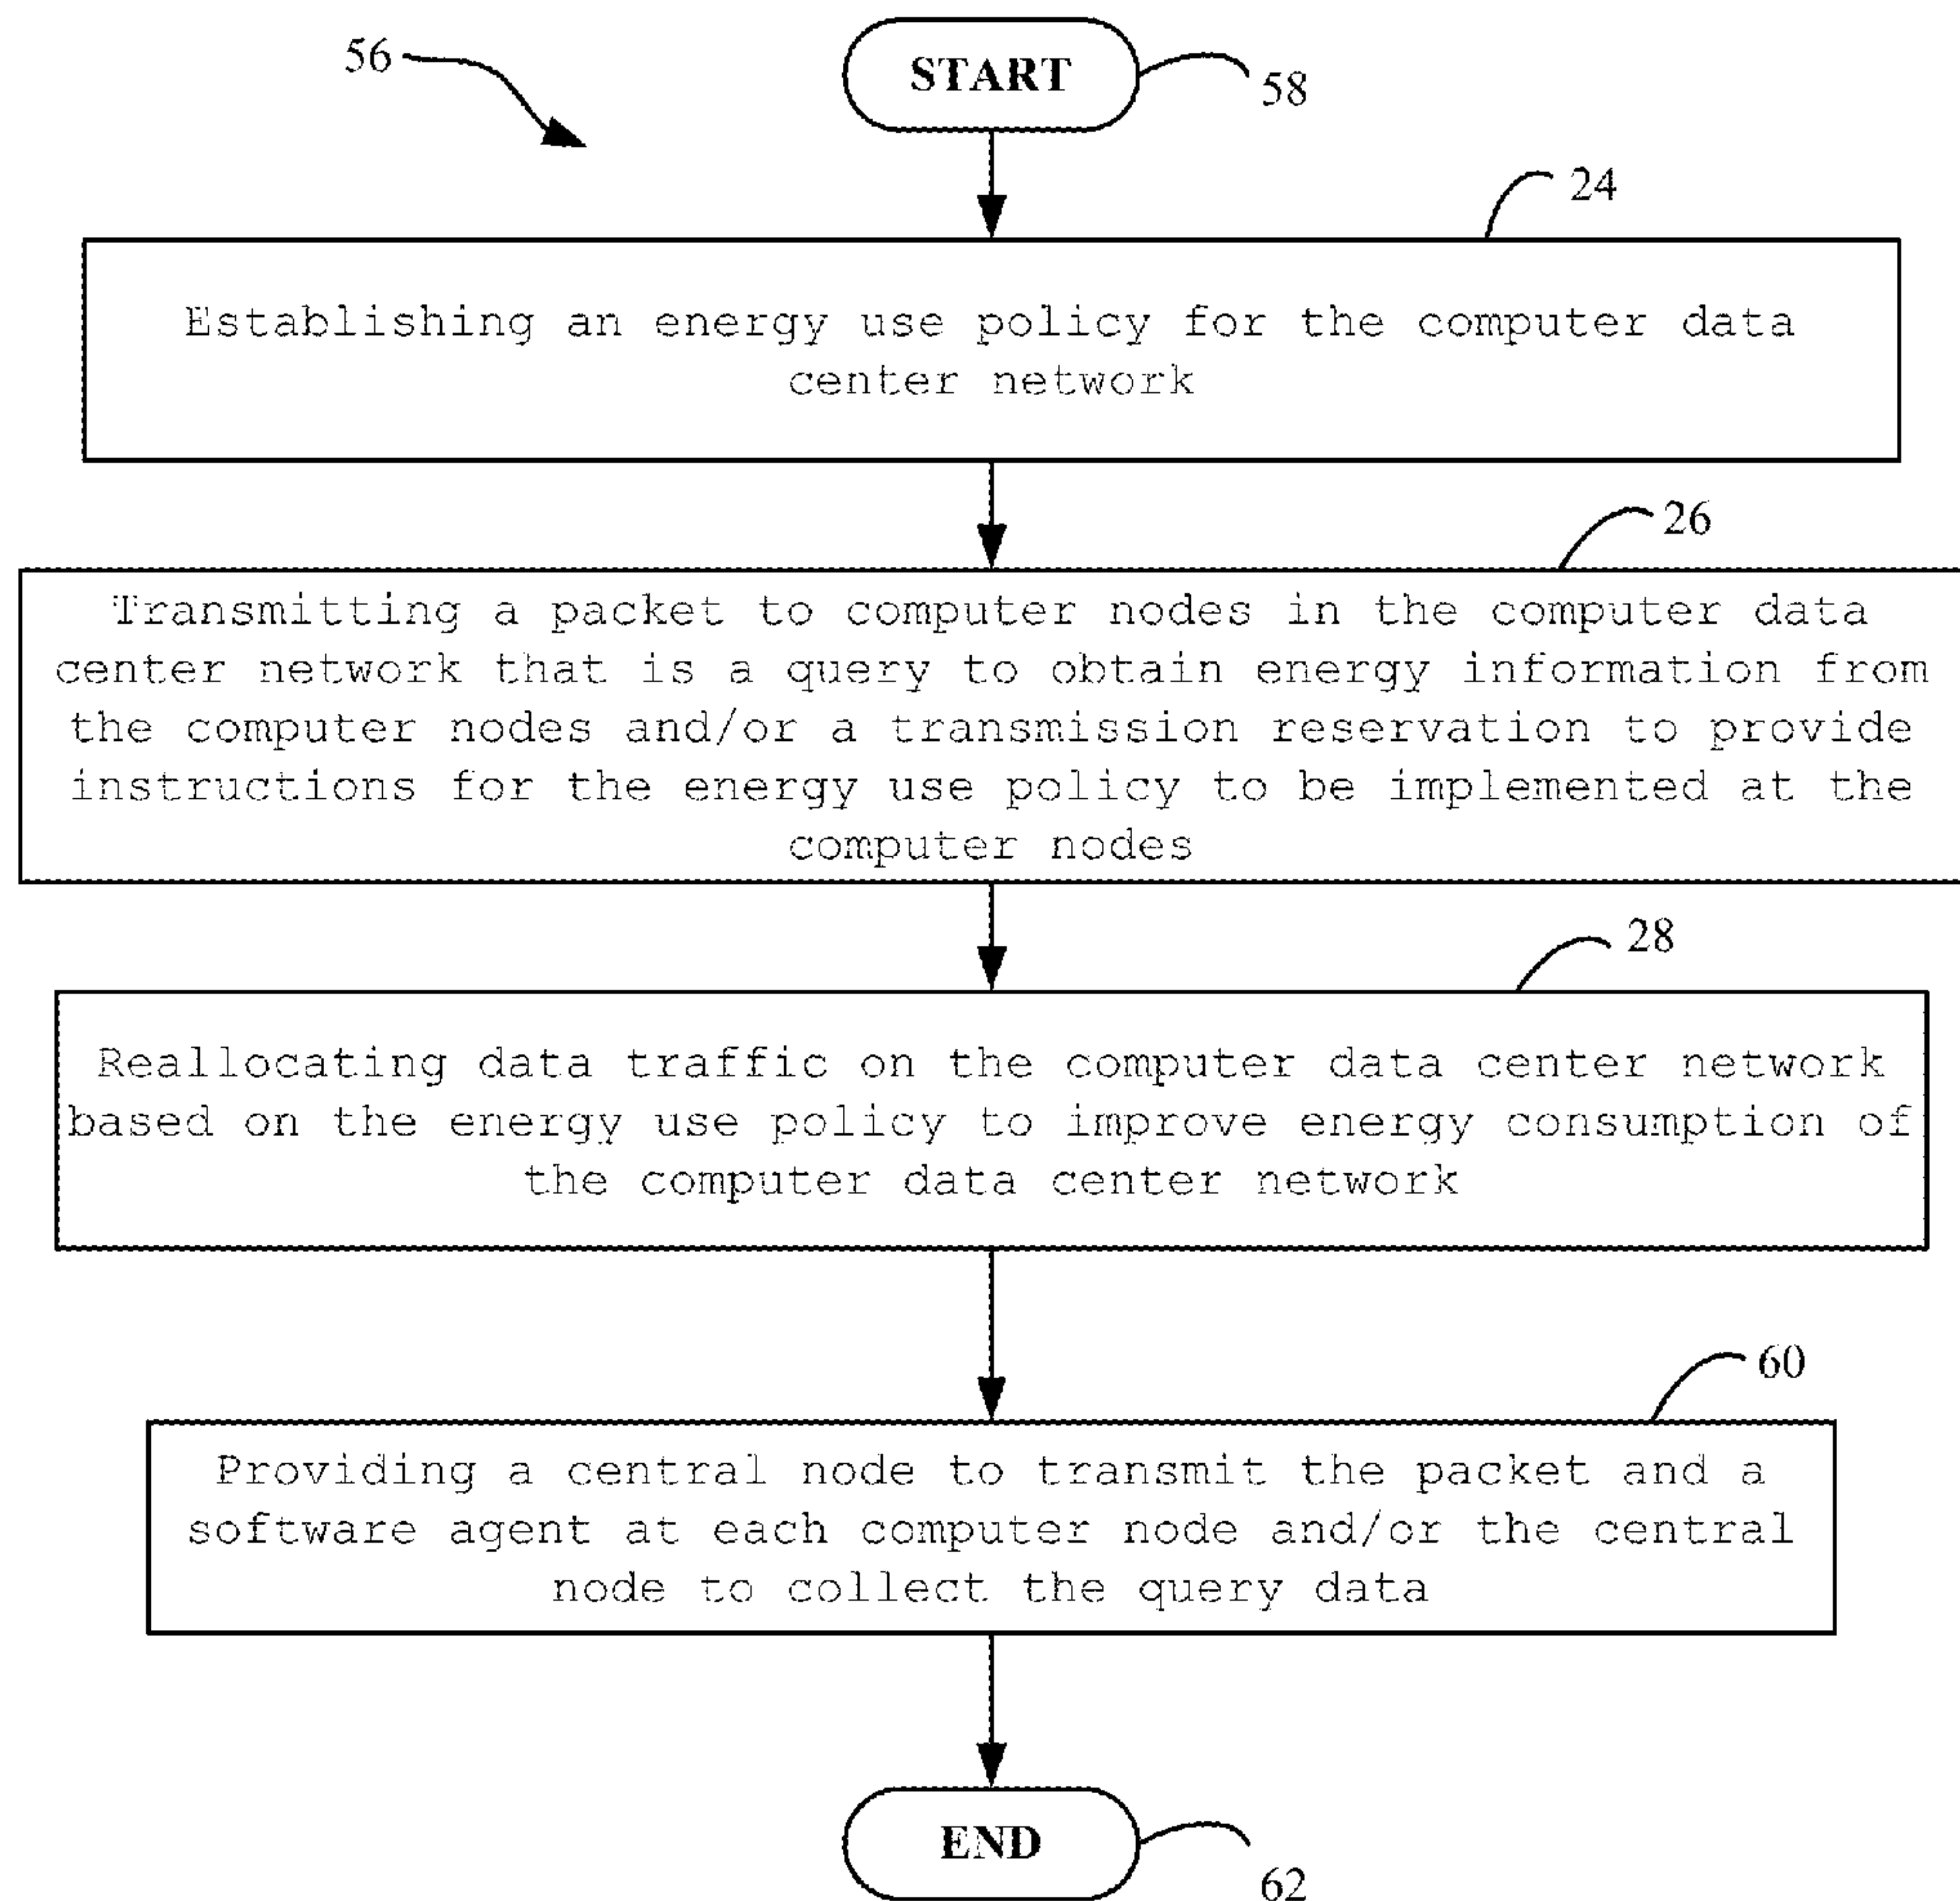 56
START
58
24
Establishing an energy use policy for the computer data
center network
26
Transmitting a packet to computer nodes in the computer data
center network that is a query to obtain energy information from
the computer nodes and/or a transmission reservation to provide
instructions for the energy use policy to be implemented at the
computer nodes
28
Reallocating data traffic on the computer data center network
based on the energy use policy to improve energy consumption of
the computer data center network
60
Providing a central node to transmit the packet and a
software agent at each computer node and/or the central
node to collect the query data
END
62